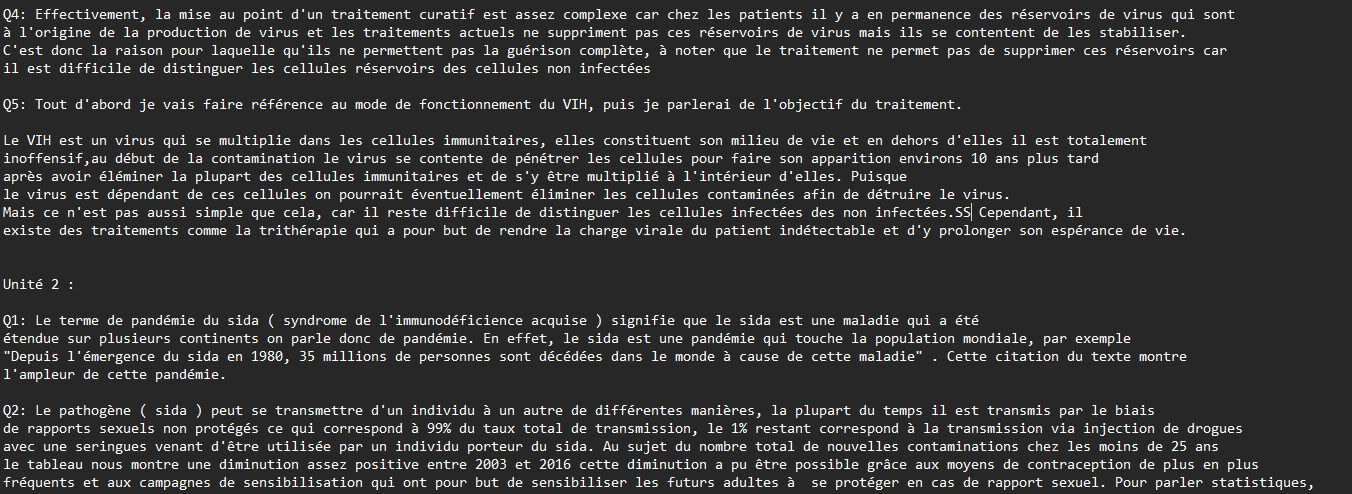 Q4: Effectivement, la mise au point d'un traitement curatif est assez complexe car chez les patients il y a en permanence des réservoirs de virus qui sont
à l'origine de la production de virus et les traitements actuels ne suppriment pas ces réservoirs de virus mais ils se contentent de les stabiliser.
C'est donc la raison pour laquelle qu'ils ne permettent pas la guérison complète, à noter que le traitement ne permet pas de supprimer ces réservoirs car
il est difficile de distinguer les cellules réservoirs des cellules non infectées
Q5: Tout d'abord je vais faire référence au mode de fonctionnement du VIH, puis je parlerai de l'objectif du traitement.
Le VIH est un virus qui se multiplie dans les cellules immunitaires, elles constituent son milieu de vie et en dehors d'elles il est totalement
inoffensif,au début de la contamination le virus se contente de pénétrer les cellules pour faire son apparition environs 10 ans plus tard
après avoir éléminer la plupart des cellules immunitaires et de s'y être multiplié à l'intérieur d'elles. Puisque
le virus est dépendant de ces cellules on pourrait éventuellement éliminer les cellules contaminées afin de détruire le virus.
Mais ce n'est pas aussi simple que cela, car il reste difficile de distinguer les cellules infectées des non infectées.SS Cependant, il
existe des traitements comme la trithérapie qui a pour but de rendre la charge virale du patient indétectable et d'y prolonger son espérance de vie.
Unité 2 :
Q1: Le terme de pandémie du sida ( syndrome de l'immunodéficience acquise ) signifie que le sida est une maladie qui a été
étendue sur plusieurs continents on parle donc de pandémie. En effet, le sida est une pandémie qui touche la population mondiale, par exemple
"Depuis l'émergence du sida en 1980, 35 millions de personnes sont décédées dans le monde à cause de cette maladie" . Cette citation du texte montre
l'ampleur de cette pandémie.
Q2: Le pathogène ( sida ) peut se transmettre d'un individu à un autre de différentes manières, la plupart du temps il est transmis par le biais
de rapports sexuels non protégés ce qui correspond à 99% du taux total de transmission, le 1% restant correspond à la transmission via injection de drogues
avec une seringues venant d'être utilisée par un individu porteur du sida. Au sujet du nombre total de nouvelles contaminations chez les moins de 25 ans
le tableau nous montre une diminution assez positive entre 2003 et 2016 cette diminution a pu être possible grâce aux moyens de contraception de plus en plus
fréquents et aux campagnes de sensibilisation qui ont pour but de sensibiliser les futurs adultes à  se protéger en cas de rapport sexuel. Pour parler statistiques,